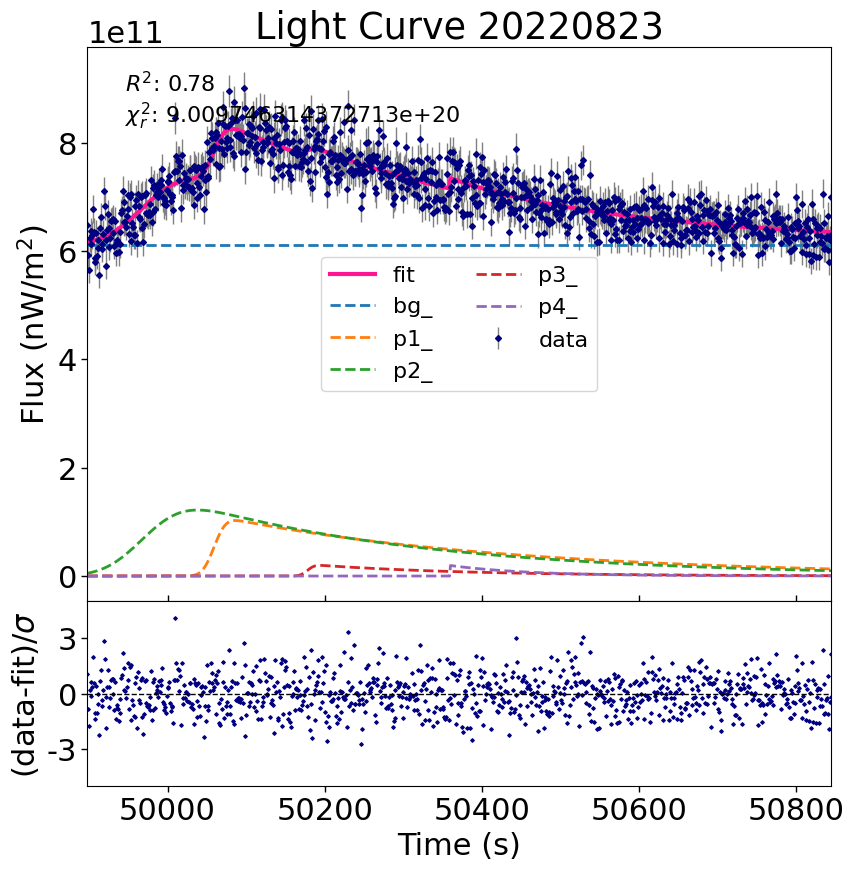 Light Curve 20220823
1e11
R²: 0.78
χ²ᵣ: 9.009746314372713e+20
8
6
4
2
0
Flux (nW/m²)
fit
bg_
p1_
p2_
p3_
p4_
data
3
0
-3
(data-fit)/σ
50000 50200 50400 50600 50800
Time (s)